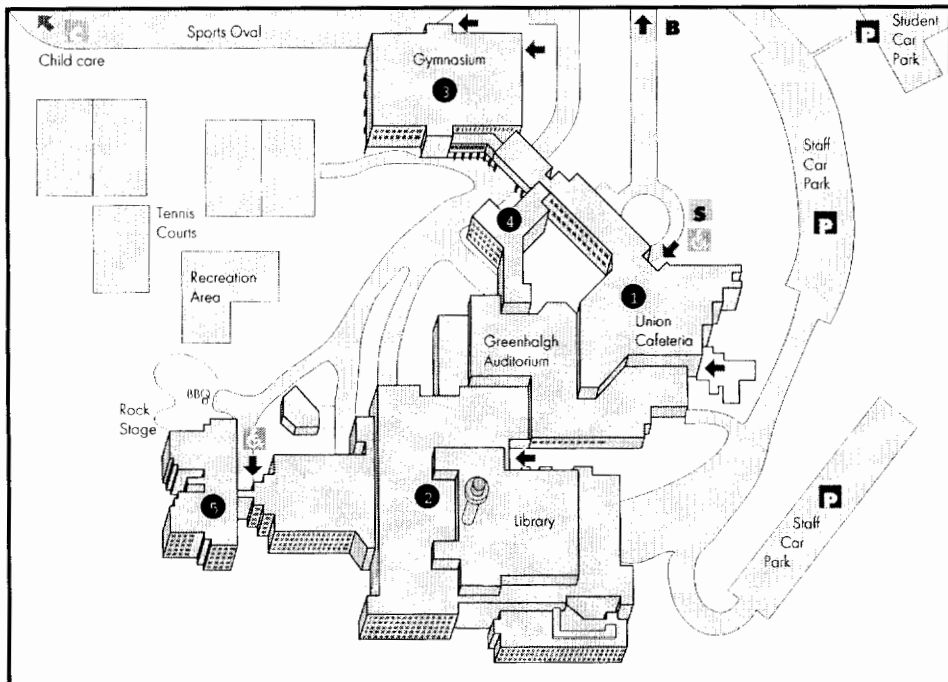 Sports Oval
B
Student
Car
Park
P
Child care
Gymnasium
3
Staff
Car
Park
P
Tennis
Courts
4
S
Recreation
Area
1
Union
Cafeteria
Greenhalgh
Auditorium
BBQ
Rock
Stage
5
2
Library
P
Staff
Car
Park